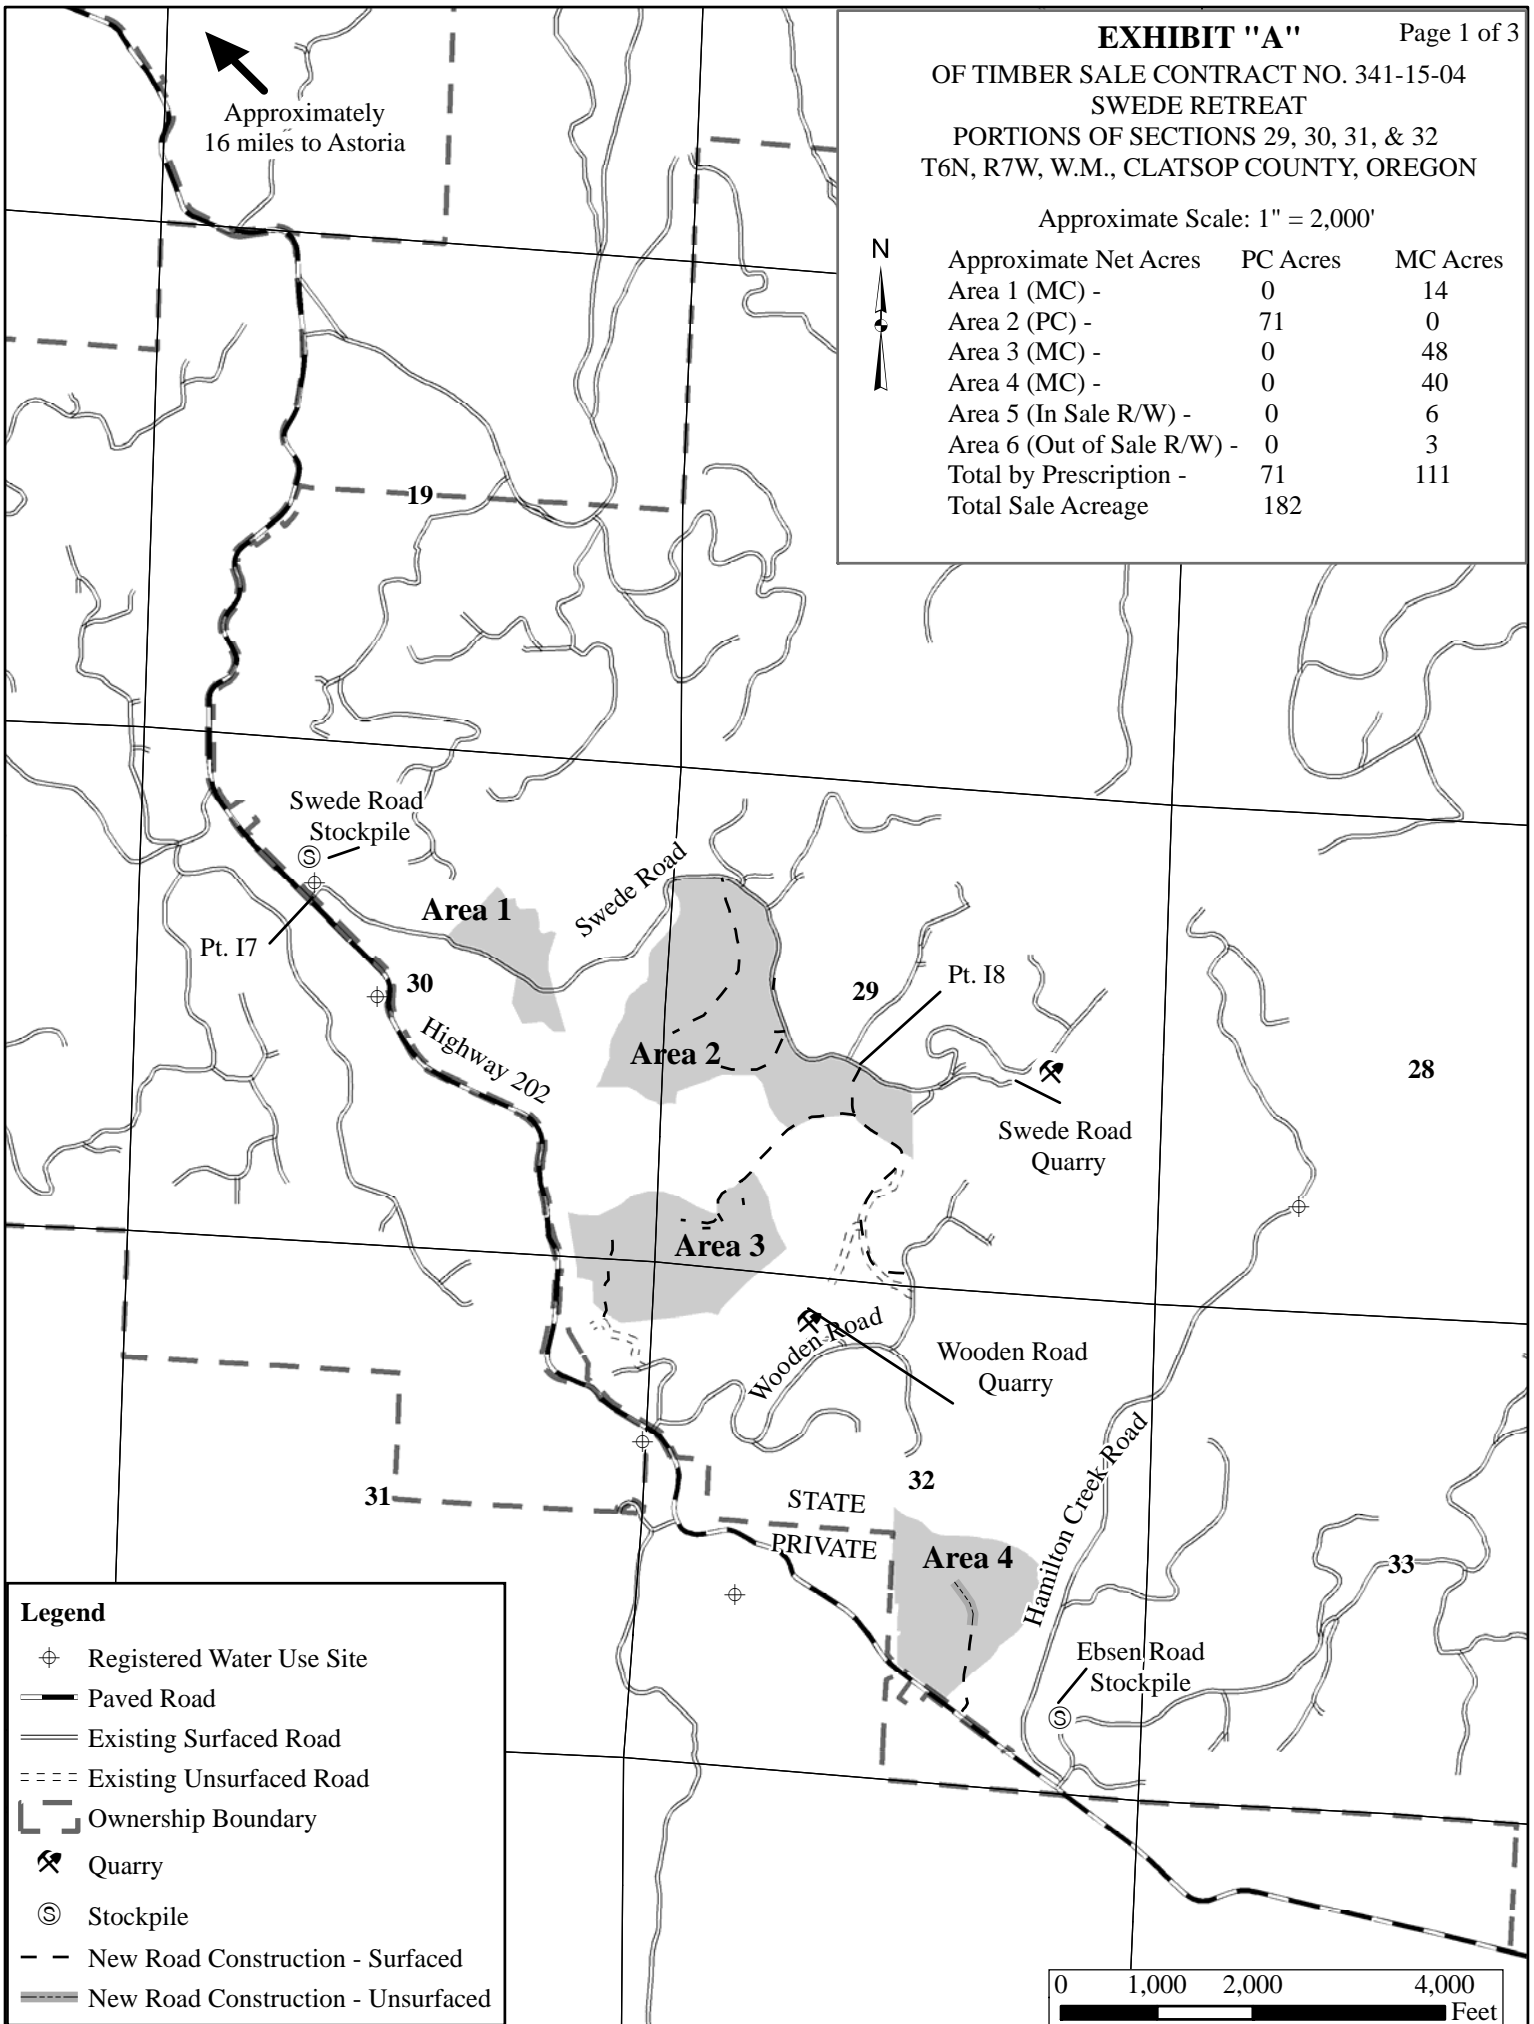 EXHIBIT "A"
Page 1 of 3
OF TIMBER SALE CONTRACT NO. 341-15-04
SWEDE RETREAT
PORTIONS OF SECTIONS 29, 30, 31, & 32
T6N, R7W, W.M., CLATSOP COUNTY, OREGON
Approximate Scale: 1" = 2,000'
N
Approximate Net Acres PC Acres MC Acres
Area 1 (MC) - 0 14
Area 2 (PC) - 71 0
Area 3 (MC) - 0 48
Area 4 (MC) - 0 40
Area 5 (In Sale R/W) - 0 6
Area 6 (Out of Sale R/W) - 0 3
Total by Prescription - 71 111
Total Sale Acreage 182
Approximately
16 miles to Astoria
19
Swede Road
Stockpile
S
Area 1
Swede Road
Pt. I7
30
29
Pt. I8
Highway 202
Area 2
28
Swede Road
Quarry
Area 3
Wooden Road
Wooden Road
Quarry
Hamilton Creek Road
31
32
STATE
PRIVATE
Area 4
33
Ebsen Road
Stockpile
S
Legend
Registered Water Use Site
Paved Road
Existing Surfaced Road
Existing Unsurfaced Road
Ownership Boundary
Quarry
S Stockpile
New Road Construction - Surfaced
New Road Construction - Unsurfaced
0 1,000 2,000 4,000
Feet